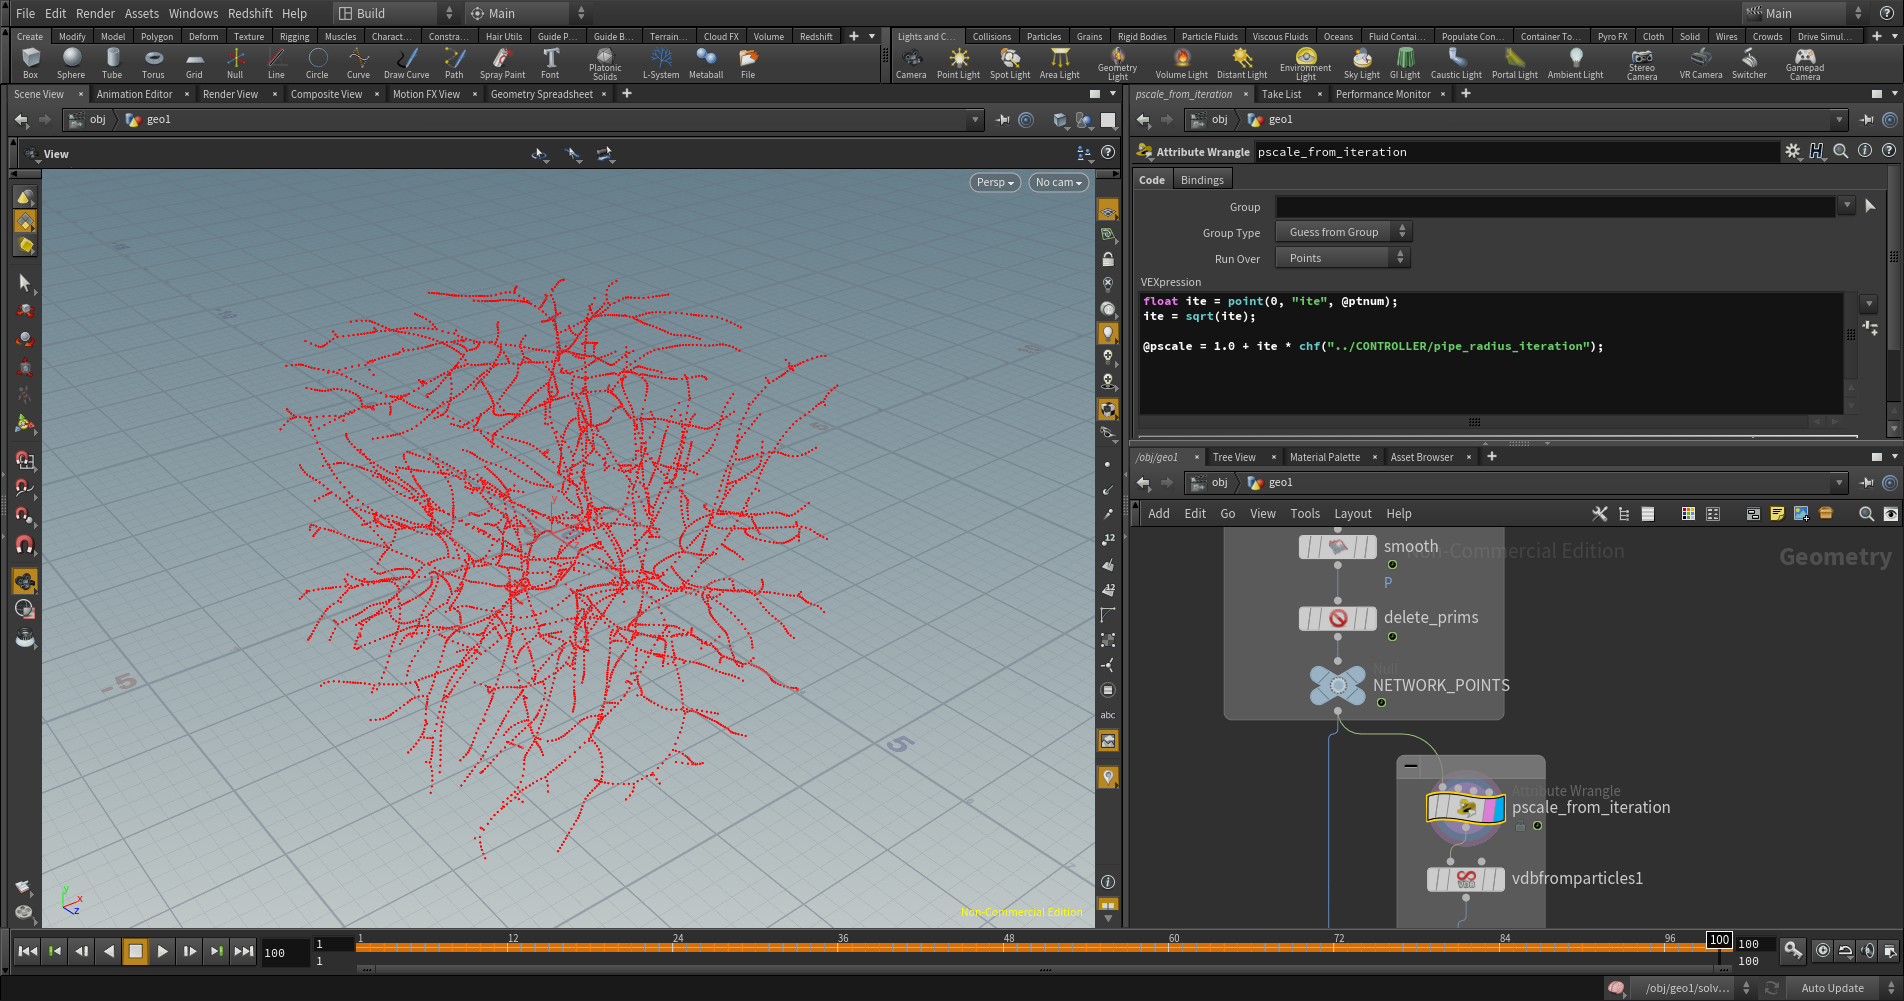 File Edit Render Assets Windows Redshift Help Build Main Main
Create Modify Model Polygon Deform Texture Rigging Muscles Charact... Constra... Hair Utils Guide P... Guide B... Terrain... Cloud FX Volume Redshift
Lights and C... Collisions Particles Grains Rigid Bodies Particle Fluids Viscous Fluids Oceans Fluid Contai... Populate Con... Container To... Pyro FX Cloth Solid Wires Crowds Drive Simul...
Box Sphere Tube Torus Grid Null Line Circle Curve Draw Curve Path Spray Paint Font Platonic Solids L-System Metaball File
Camera Point Light Spot Light Area Light Geometry Light Volume Light Distant Light Environment Light Sky Light GI Light Caustic Light Portal Light Ambient Light Stereo Camera VR Camera Switcher Gamepad Camera
Scene View Animation Editor Render View Composite View Motion FX View Geometry Spreadsheet
pscale_from_iteration Take List Performance Monitor
obj geo1
obj geo1
View
Attribute Wrangle pscale_from_iteration
Persp No cam
Code Bindings
Group
Group Type Guess from Group
Run Over Points
VEXpression
float ite = point(0, "ite", @ptnum);
ite = sqrt(ite);
@pscale = 1.0 + ite * chf("../CONTROLLER/pipe_radius_iteration");
/obj/geo1 Tree View Material Palette Asset Browser
obj geo1
Add Edit Go View Tools Layout Help
Non-Commercial Edition
Geometry
smooth
P
delete_prims
Null
NETWORK_POINTS
Attribute Wrangle
pscale_from_iteration
vdbfromparticles1
VDB
-5
5
y
12
12
abc
y
x
z
Non-Commercial Edition
100 1 1 1 12 24 36 48 60 72 84 96 100 100 100
/obj/geo1/solv... Auto Update